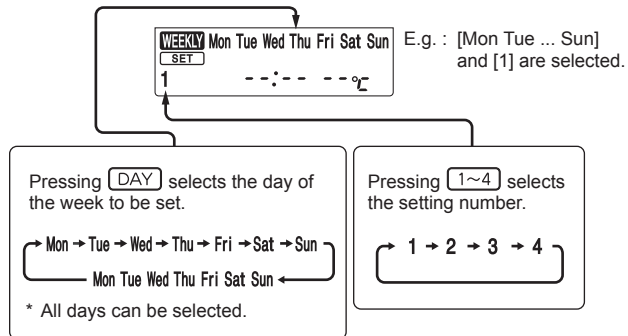 WEEKLY Mon Tue Wed Thu Fri Sat Sun
SET
1 --:-- --°C
E.g. : [Mon Tue ... Sun]
and [1] are selected.
Pressing DAY selects the day of
the week to be set.
Mon → Tue → Wed → Thu → Fri → Sat → Sun
Mon Tue Wed Thu Fri Sat Sun ←
* All days can be selected.
Pressing 1~4 selects
the setting number.
1 → 2 → 3 → 4